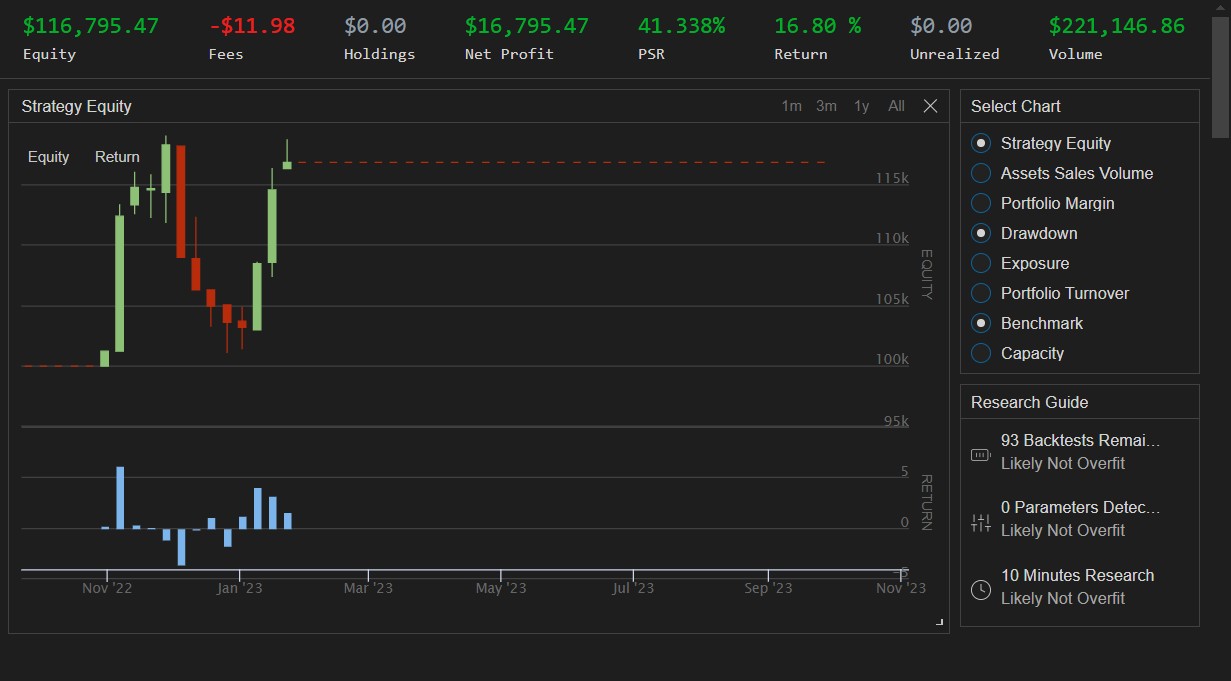 $116,795.47 -$11.98 $0.00 $16,795.47 41.338% 16.80 % $0.00 $221,146.86
Equity Fees Holdings Net Profit PSR Return Unrealized Volume
Strategy Equity 1m 3m 1y All
Equity Return
115k
110k
105k
100k
95k
EQUITY
5
0
-5
RETURN
Nov '22 Jan '23 Mar '23 May '23 Jul '23 Sep '23 Nov '23
Select Chart
Strategy Equity
Assets Sales Volume
Portfolio Margin
Drawdown
Exposure
Portfolio Turnover
Benchmark
Capacity
Research Guide
93 Backtests Remai...
Likely Not Overfit
0 Parameters Detec...
Likely Not Overfit
10 Minutes Research
Likely Not Overfit